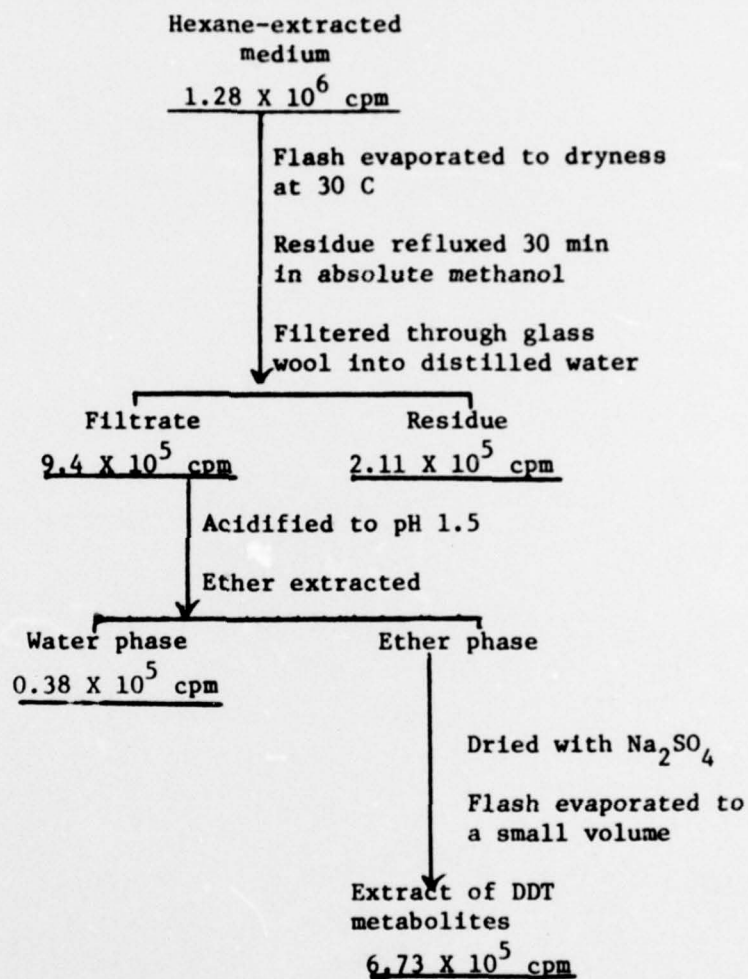 Hexane-extracted
medium
1.28 X 10^6 cpm
Flash evaporated to dryness
at 30 C
Residue refluxed 30 min
in absolute methanol
Filtered through glass
wool into distilled water
Filtrate
9.4 X 10^5 cpm
Residue
2.11 X 10^5 cpm
Acidified to pH 1.5
Ether extracted
Water phase
0.38 X 10^5 cpm
Ether phase
Dried with Na₂SO₄
Flash evaporated to
a small volume
Extract of DDT
metabolites
6.73 X 10^5 cpm